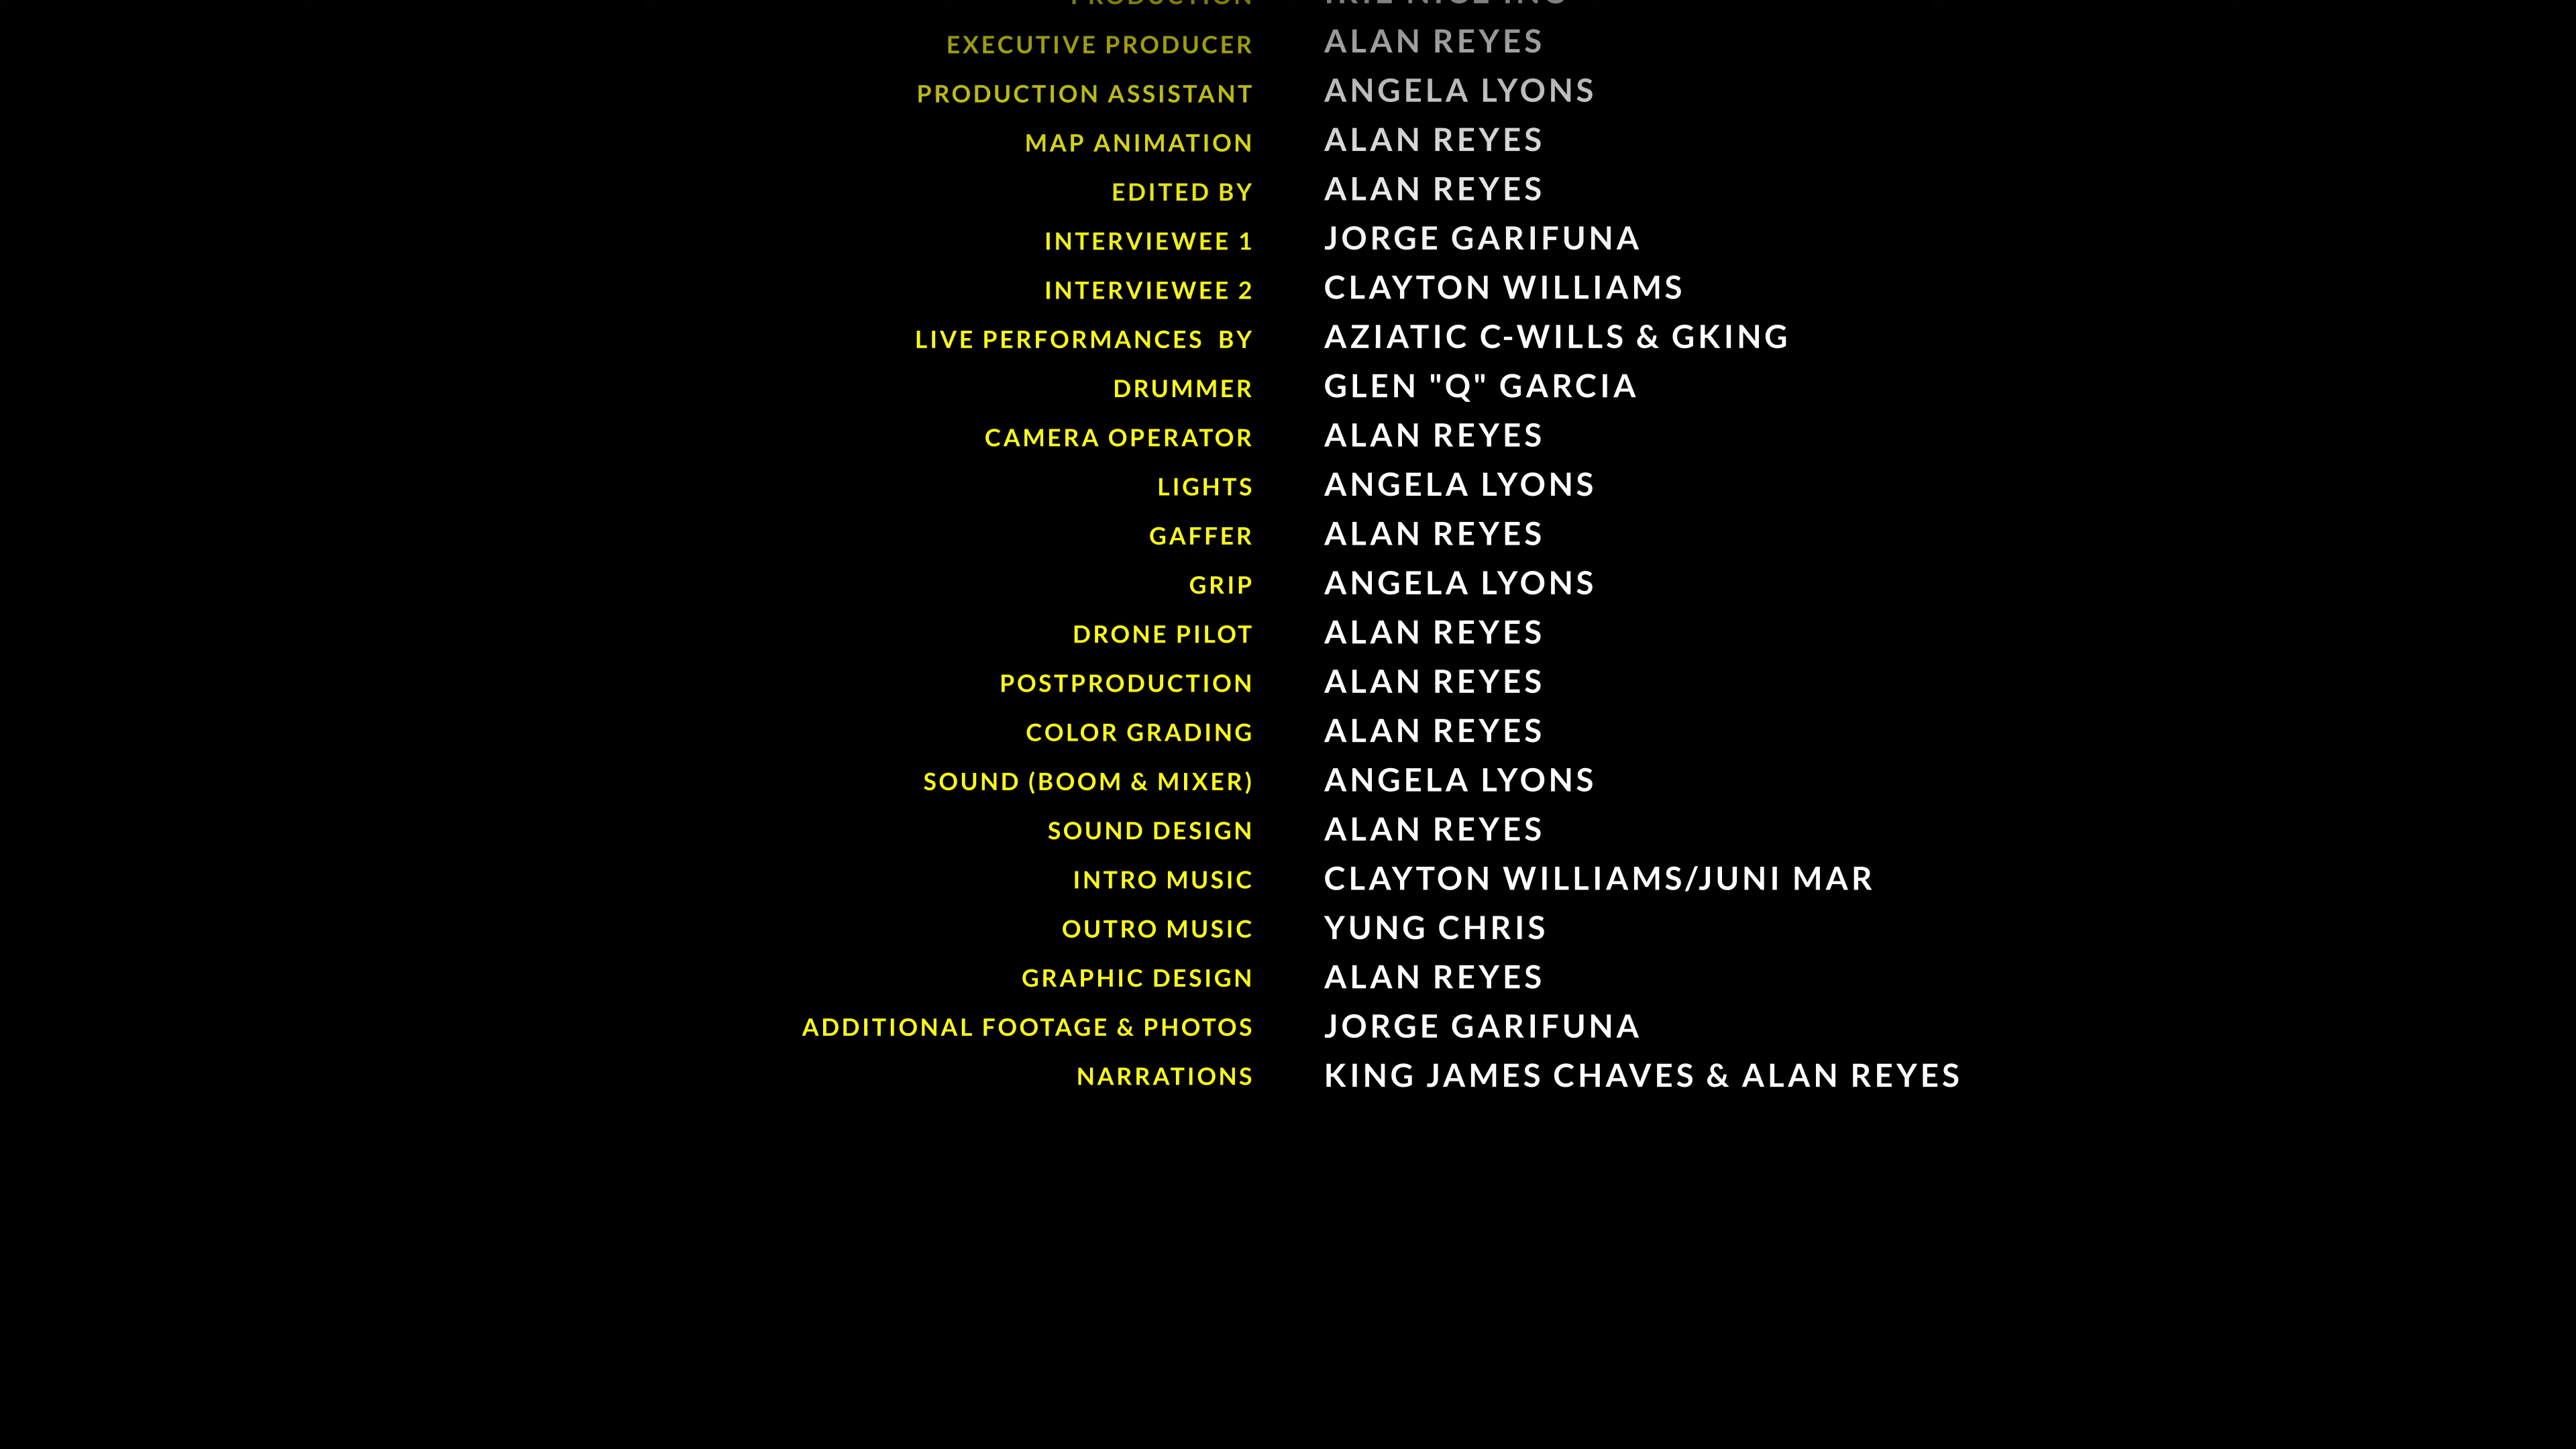 PRODUCTION
EXECUTIVE PRODUCER ALAN REYES
PRODUCTION ASSISTANT ANGELA LYONS
MAP ANIMATION ALAN REYES
EDITED BY ALAN REYES
INTERVIEWEE 1 JORGE GARIFUNA
INTERVIEWEE 2 CLAYTON WILLIAMS
LIVE PERFORMANCES BY AZIATIC C-WILLS & GKING
DRUMMER GLEN "Q" GARCIA
CAMERA OPERATOR ALAN REYES
LIGHTS ANGELA LYONS
GAFFER ALAN REYES
GRIP ANGELA LYONS
DRONE PILOT ALAN REYES
POSTPRODUCTION ALAN REYES
COLOR GRADING ALAN REYES
SOUND (BOOM & MIXER) ANGELA LYONS
SOUND DESIGN ALAN REYES
INTRO MUSIC CLAYTON WILLIAMS/JUNI MAR
OUTRO MUSIC YUNG CHRIS
GRAPHIC DESIGN ALAN REYES
ADDITIONAL FOOTAGE & PHOTOS JORGE GARIFUNA
NARRATIONS KING JAMES CHAVES & ALAN REYES